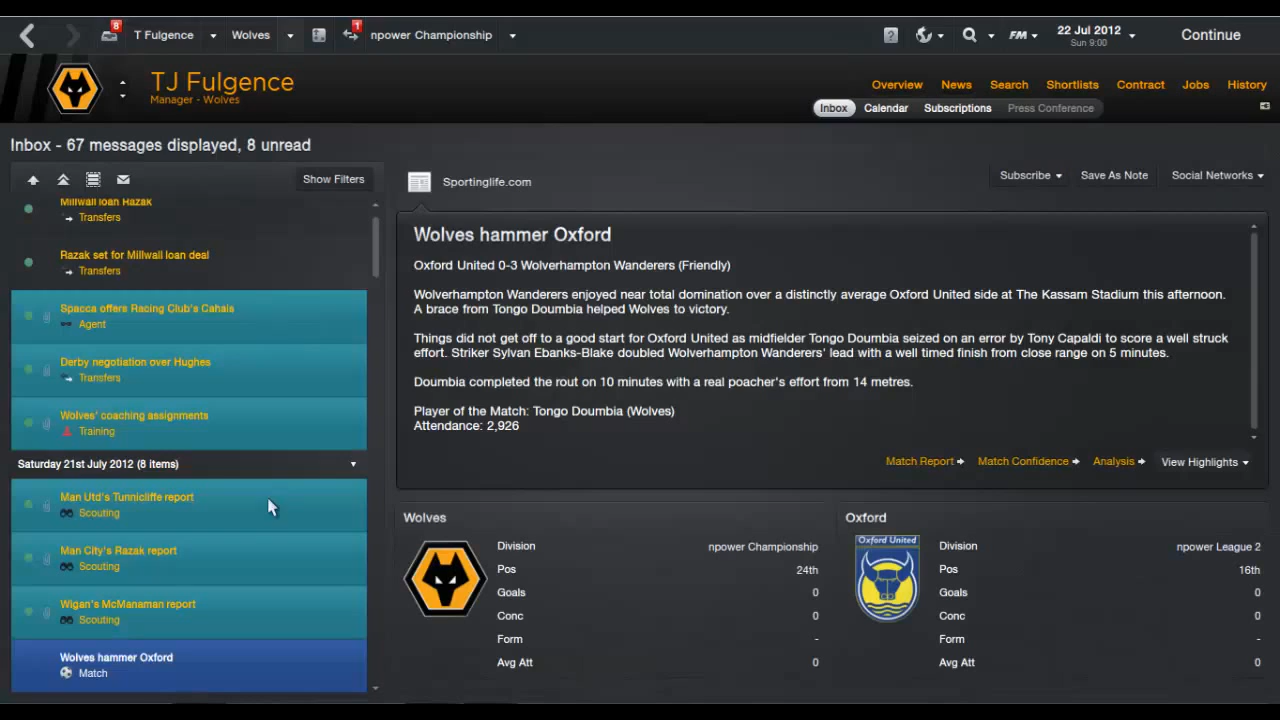 8
T Fulgence
Wolves
1
npower Championship
?
FM
22 Jul 2012
Sun 9:00
Continue
TJ Fulgence
Manager - Wolves
Overview
News
Search
Shortlists
Contract
Jobs
History
Inbox
Calendar
Subscriptions
Press Conference
Inbox - 67 messages displayed, 8 unread
Show Filters
Millwall loan Razak
Transfers
Razak set for Millwall loan deal
Transfers
Spacca offers Racing Club's Cahais
Agent
Derby negotiation over Hughes
Transfers
Wolves' coaching assignments
Training
Saturday 21st July 2012 (8 items)
Man Utd's Tunnicliffe report
Scouting
Man City's Razak report
Scouting
Wigan's McManaman report
Scouting
Wolves hammer Oxford
Match
Sportinglife.com
Subscribe
Save As Note
Social Networks
Wolves hammer Oxford
Oxford United 0-3 Wolverhampton Wanderers (Friendly)
Wolverhampton Wanderers enjoyed near total domination over a distinctly average Oxford United side at The Kassam Stadium this afternoon.
A brace from Tongo Doumbia helped Wolves to victory.
Things did not get off to a good start for Oxford United as midfielder Tongo Doumbia seized on an error by Tony Capaldi to score a well struck
effort. Striker Sylvan Ebanks-Blake doubled Wolverhampton Wanderers' lead with a well timed finish from close range on 5 minutes.
Doumbia completed the rout on 10 minutes with a real poacher's effort from 14 metres.
Player of the Match: Tongo Doumbia (Wolves)
Attendance: 2,926
Match Report
Match Confidence
Analysis
View Highlights
Wolves
Division npower Championship
Pos 24th
Goals 0
Conc 0
Form -
Avg Att 0
Oxford
Oxford United
Division npower League 2
Pos 16th
Goals 0
Conc 0
Form -
Avg Att 0